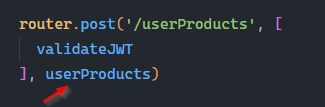 router.post('/userProducts', [
validateJWT
], userProducts)